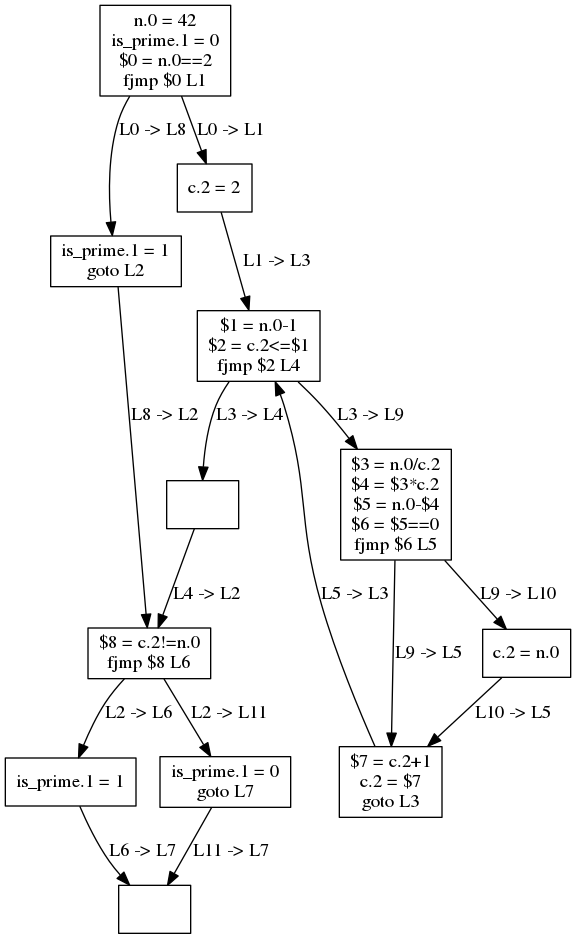 n.0 = 42
is_prime.1 = 0
$0 = n.0==2
fjmp $0 L1
L0 -> L8
L0 -> L1
c.2 = 2
is_prime.1 = 1
goto L2
L1 -> L3
$1 = n.0-1
$2 = c.2<=$1
fjmp $2 L4
L8 -> L2
L3 -> L4
L3 -> L9
$3 = n.0/c.2
$4 = $3*c.2
$5 = n.0-$4
$6 = $5==0
fjmp $6 L5
L4 -> L2
L5 -> L3
L9 -> L10
$8 = c.2!=n.0
fjmp $8 L6
L9 -> L5
c.2 = n.0
L2 -> L6
L2 -> L11
L10 -> L5
is_prime.1 = 1
is_prime.1 = 0
goto L7
$7 = c.2+1
c.2 = $7
goto L3
L6 -> L7
L11 -> L7